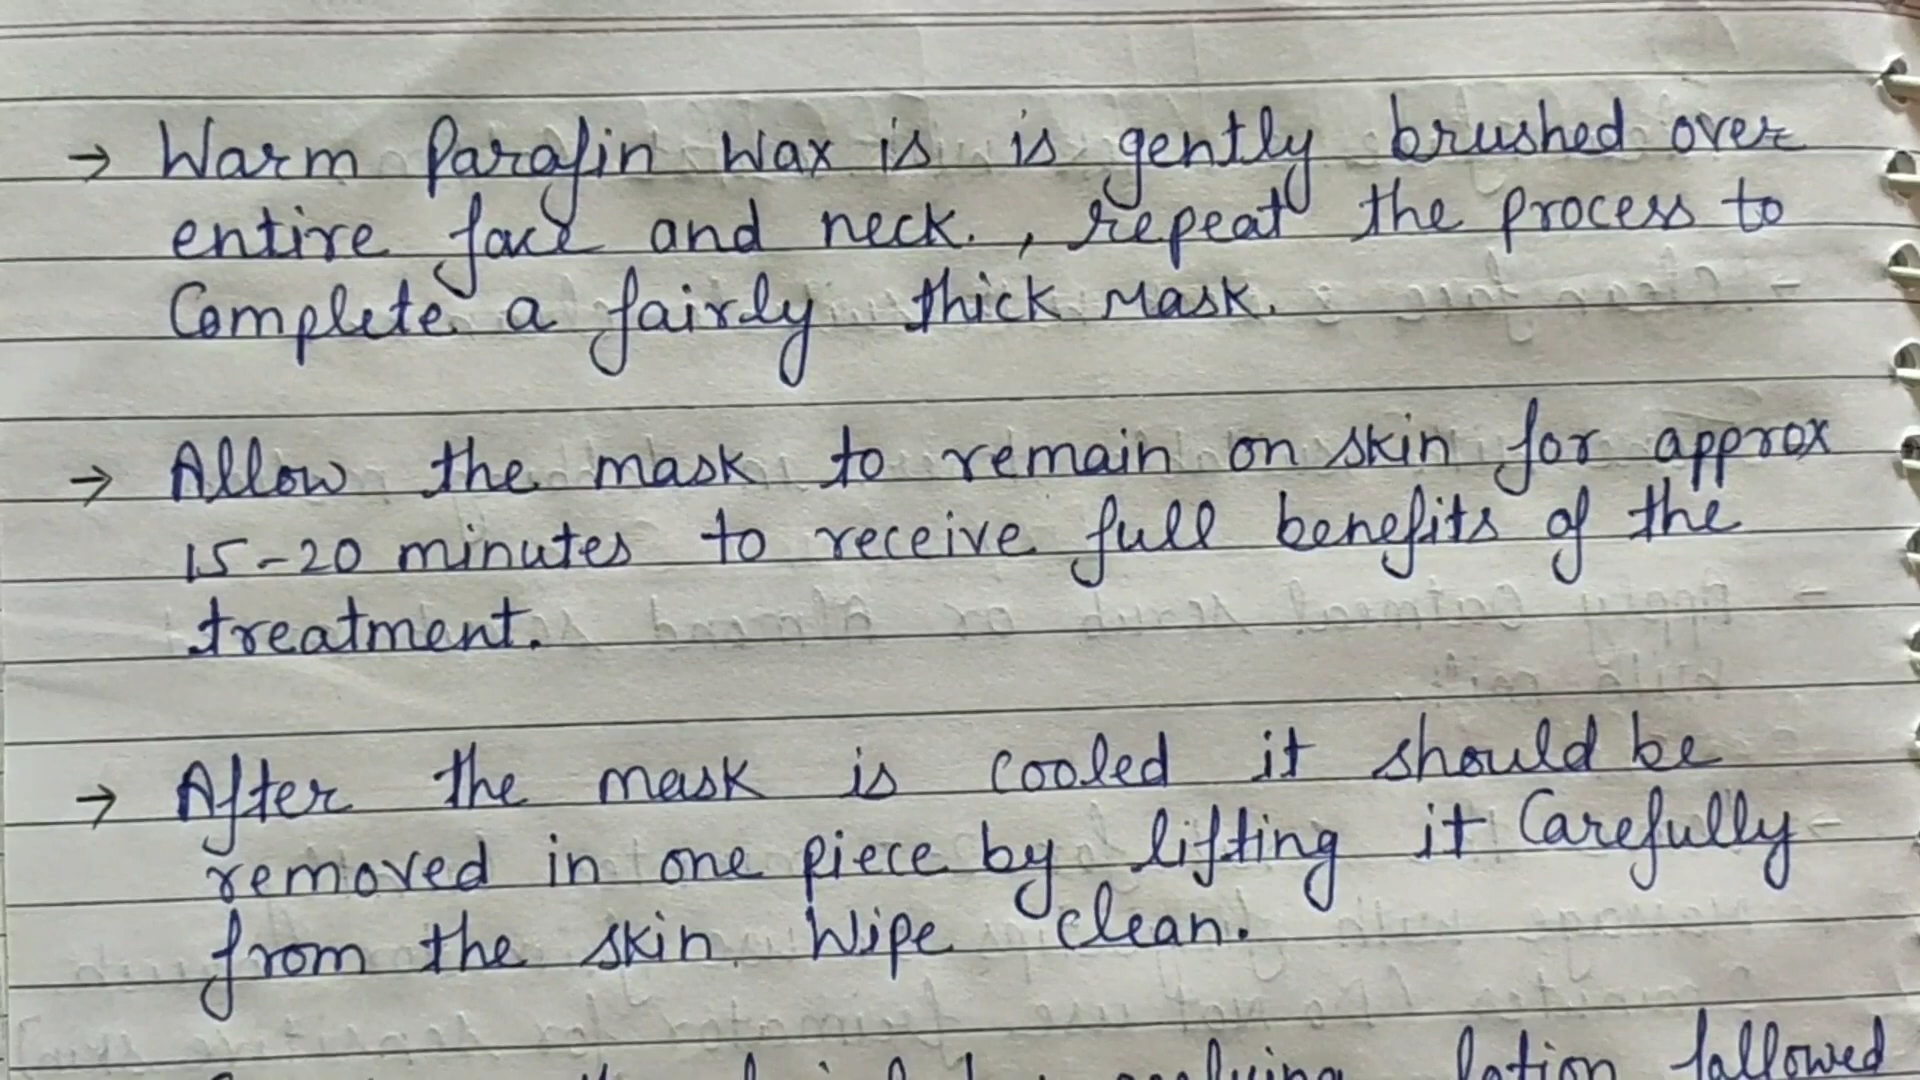 → Warm Parafin Wax is is gently brushed over
entire face and neck. , repeat the process to
Complete a fairly thick Mask.
→ Allow the mask to remain on skin for approx
15-20 minutes to receive full benefits of the
treatment.
→ After the mask is cooled it should be
removed in one piece by lifting it Carefully
from the skin. Wipe clean.
lotion fallowed